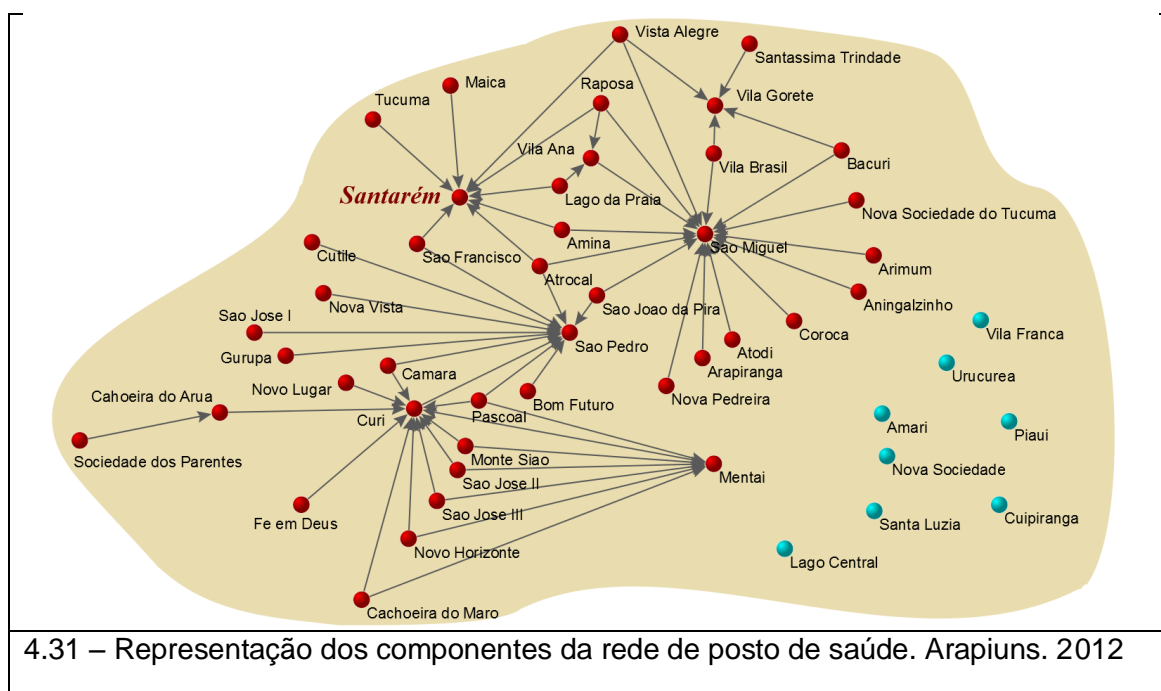 Vista Alegre
Santassima Trindade
Maica
Raposa
Tucuma
Vila Gorete
Vila Ana
Vila Brasil
Bacuri
Santarém
Lago da Praia
Nova Sociedade do Tucuma
Cutile
Sao Francisco
Amina
Sao Miguel
Atrocal
Arimum
Nova Vista
Sao Joao da Pira
Aningalzinho
Sao Jose I
Sao Pedro
Coroca
Vila Franca
Gurupa
Atodi
Camara
Arapiranga
Urucurea
Novo Lugar
Bom Futuro
Nova Pedreira
Cahoeira do Arua
Curi
Pascoal
Amari
Piaui
Sociedade dos Parentes
Monte Siao
Mentai
Nova Sociedade
Sao Jose II
Fe em Deus
Sao Jose III
Santa Luzia
Cuipiranga
Novo Horizonte
Lago Central
Cachoeira do Maro
4.31 – Representação dos componentes da rede de posto de saúde. Arapiuns. 2012